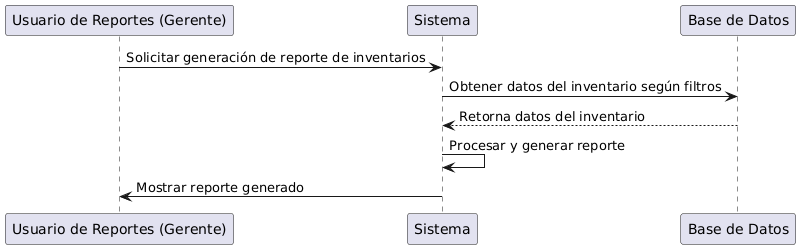 Usuario de Reportes (Gerente)
Sistema
Base de Datos
Solicitar generación de reporte de inventarios
Obtener datos del inventario según filtros
Retorna datos del inventario
Procesar y generar reporte
Mostrar reporte generado
Usuario de Reportes (Gerente)
Sistema
Base de Datos